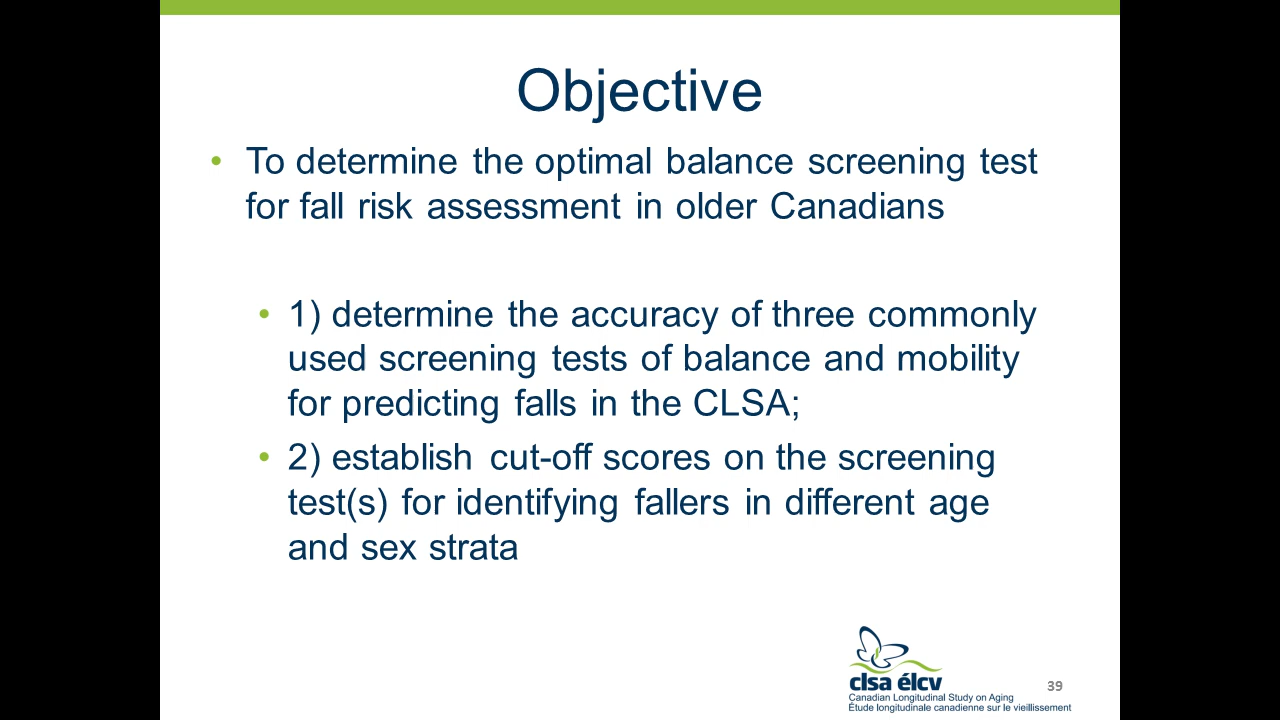 Objective
• To determine the optimal balance screening test
for fall risk assessment in older Canadians
• 1) determine the accuracy of three commonly
used screening tests of balance and mobility
for predicting falls in the CLSA;
• 2) establish cut-off scores on the screening
test(s) for identifying fallers in different age
and sex strata
clsa élcv
Canadian Longitudinal Study on Aging
Étude longitudinale canadienne sur le vieillissement
39